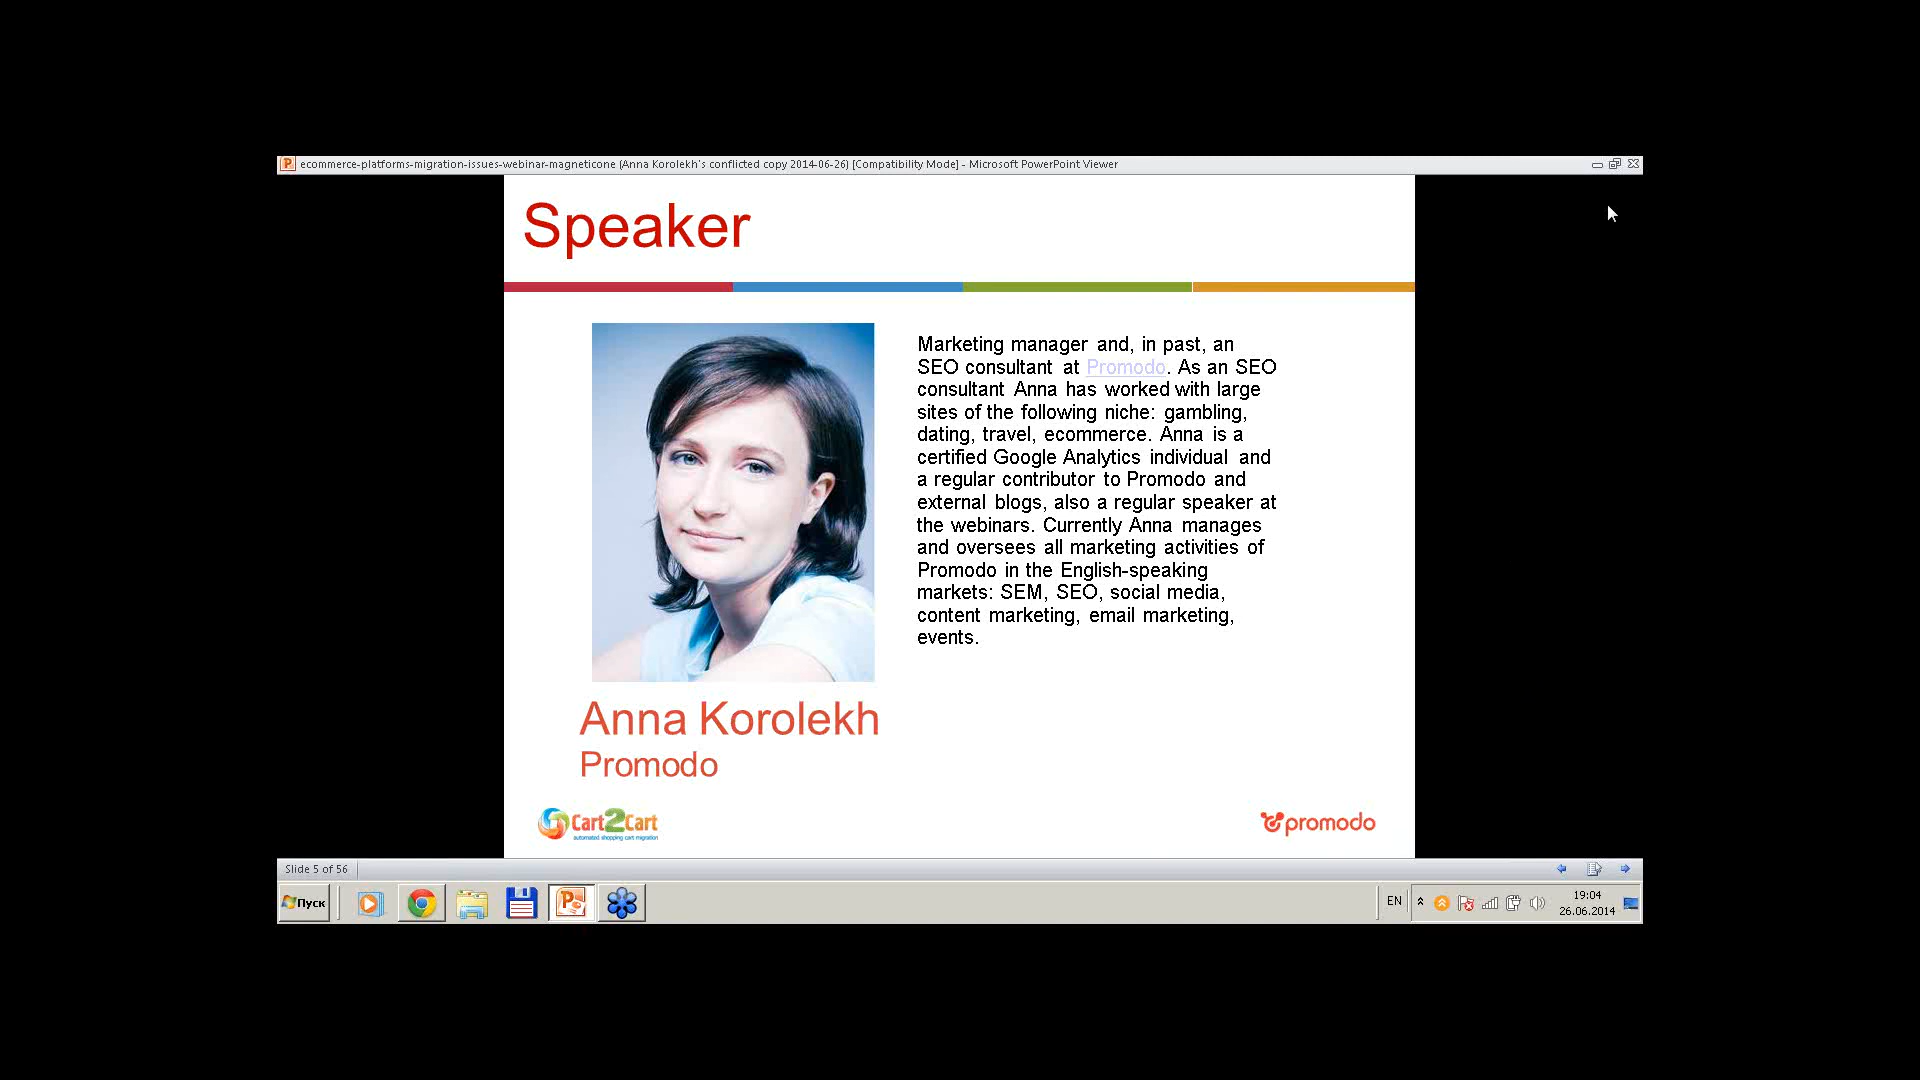 ecommerce-platforms-migration-issues-webinar-magneticone (Anna Korolekh's conflicted copy 2014-06-26) [Compatibility Mode] - Microsoft PowerPoint Viewer
Speaker
Marketing manager and, in past, an
SEO consultant at Promodo. As an SEO
consultant Anna has worked with large
sites of the following niche: gambling,
dating, travel, ecommerce. Anna is a
certified Google Analytics individual and
a regular contributor to Promodo and
external blogs, also a regular speaker at
the webinars. Currently Anna manages
and oversees all marketing activities of
Promodo in the English-speaking
markets: SEM, SEO, social media,
content marketing, email marketing,
events.
Anna Korolekh
Promodo
Cart2Cart
automated shopping cart migration
promodo
Slide 5 of 56
Пуск
EN
19:04
26.06.2014